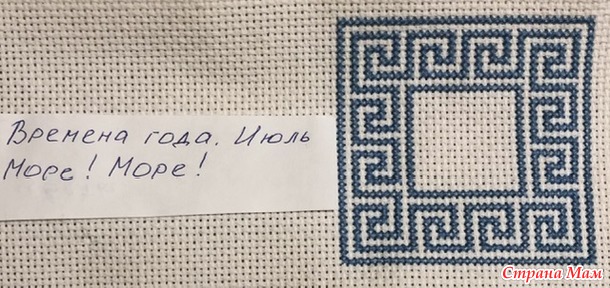 Времена года. Июль
Море! Море!
Страна Мам